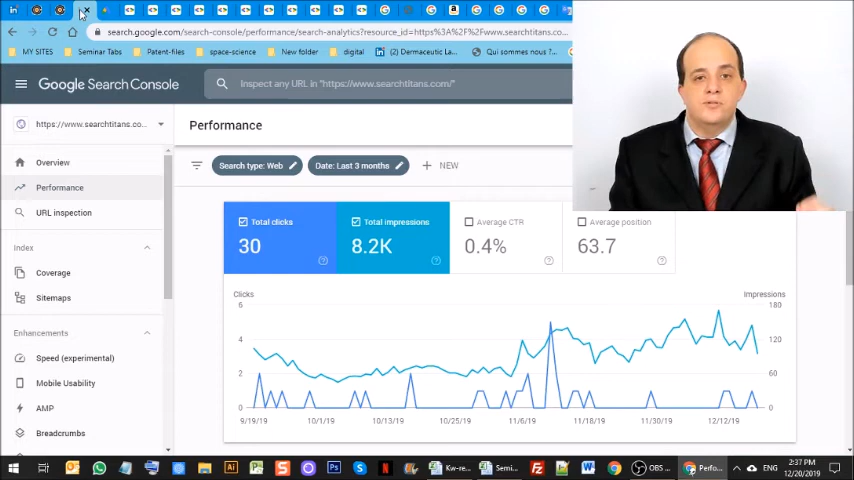 search.google.com/search-console/performance/search-analytics?resource_id=https%3A%2F%2Fwww.searchtitans.co
MY SITES
Seminar Tabs
Patent-files
space-science
New folder
digital
(2) Dermaceutic La...
Qui sommes nous ?...
Google Search Console
Inspect any URL in "https://www.searchtitans.com/"
https://www.searchtitans.co...
Performance
Overview
Search type: Web
Date: Last 3 months
NEW
Performance
URL inspection
Total clicks
Total impressions
Average CTR
Average position
30
8.2K
0.4%
63.7
Index
Coverage
Clicks
Impressions
Sitemaps
6
180
4
120
2
60
0
0
Enhancements
Speed (experimental)
Mobile Usability
AMP
9/19/19
10/1/19
10/13/19
10/25/19
11/6/19
11/18/19
11/30/19
12/12/19
Breadcrumbs
Kw-re...
Semi...
OBS ...
Perfo...
ENG
2:37 PM
12/20/2019